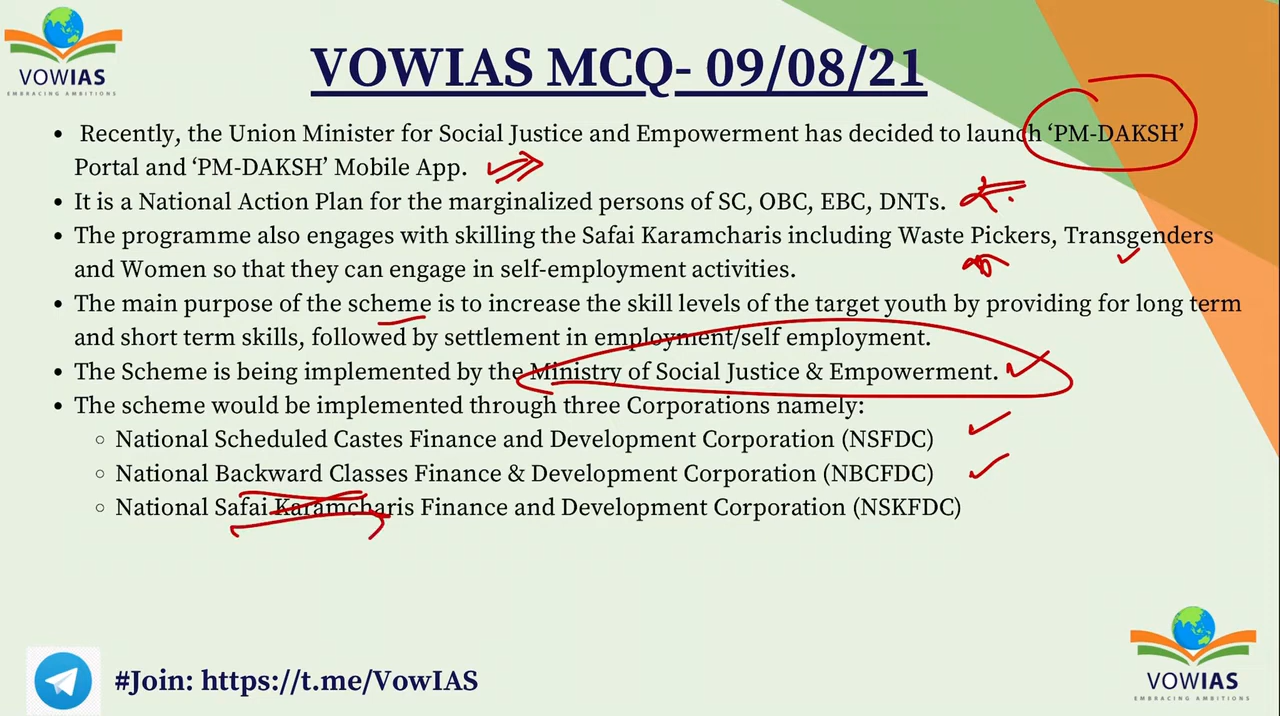 VOWIAS
EMBRACING AMBITIONS
VOWIAS MCQ- 09/08/21
• Recently, the Union Minister for Social Justice and Empowerment has decided to launch ‘PM-DAKSH’
Portal and ‘PM-DAKSH’ Mobile App.
• It is a National Action Plan for the marginalized persons of SC, OBC, EBC, DNTs.
• The programme also engages with skilling the Safai Karamcharis including Waste Pickers, Transgenders
and Women so that they can engage in self-employment activities.
• The main purpose of the scheme is to increase the skill levels of the target youth by providing for long term
and short term skills, followed by settlement in employment/self employment.
• The Scheme is being implemented by the Ministry of Social Justice & Empowerment.
• The scheme would be implemented through three Corporations namely:
◦ National Scheduled Castes Finance and Development Corporation (NSFDC)
◦ National Backward Classes Finance & Development Corporation (NBCFDC)
◦ National Safai Karamcharis Finance and Development Corporation (NSKFDC)
#Join: https://t.me/VowIAS
VOWIAS
EMBRACING AMBITIONS